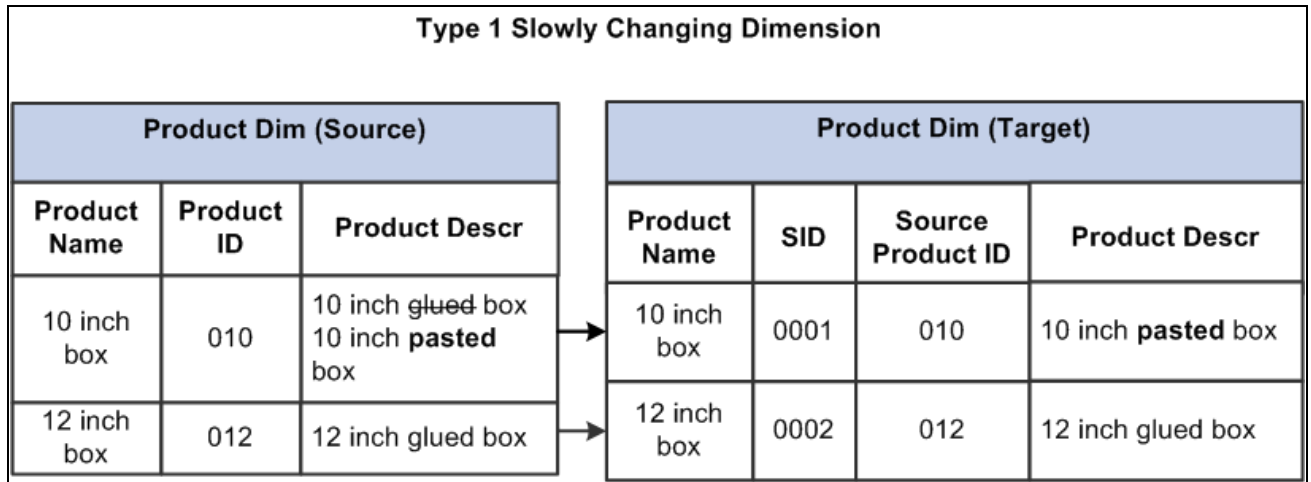 Type 1 Slowly Changing Dimension
Product Dim (Source)
Product
Name
Product
ID
Product Descr
10 inch
box
010
10 inch glued box
10 inch pasted
box
12 inch
box
012
12 inch glued box
Product Dim (Target)
Product
Name
SID
Source
Product ID
Product Descr
10 inch
box
0001
010
10 inch pasted box
12 inch
box
0002
012
12 inch glued box